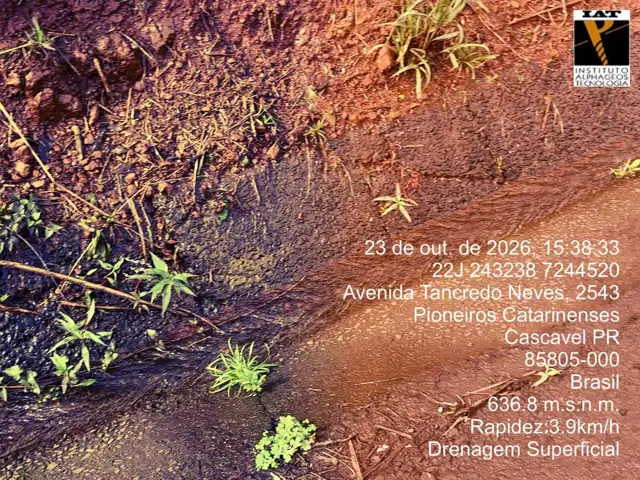 IAT
INSTITUTO
ALPHAGEOS
TECNOLOGIA
23 de out. de 2026, 15:38:33
22J 243238 7244520
Avenida Tancredo Neves, 2543
Pioneiros Catarinenses
Cascavel PR
85805-000
Brasil
636.8 m.s.n.m.
Rapidez:3.9km/h
Drenagem Superficial